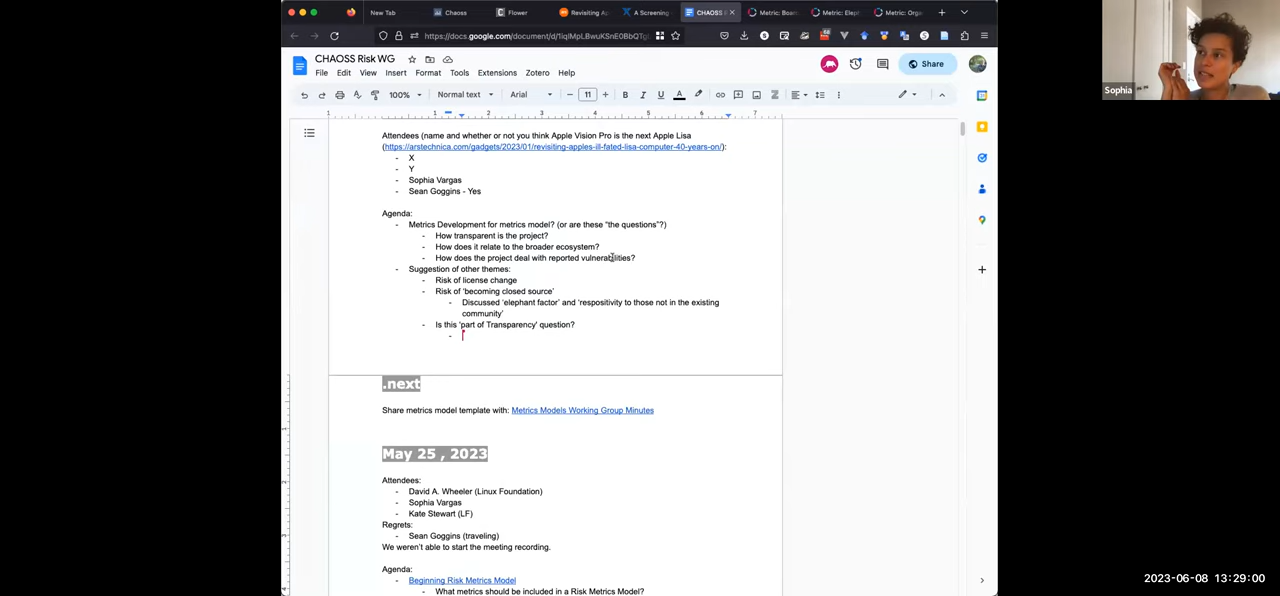 New Tab
Chaoss
Flower
Revisiting Ap
A Screening
CHAOSS
Metric: Boar
Metric: Elep
Metric: Orga
https://docs.google.com/document/d/1iqIMpLBwuKSnE0BbQTg
CHAOSS Risk WG
File Edit View Insert Format Tools Extensions Zotero Help
Share
100% Normal text Arial 11 B I U A
1 1 2 3 4 5 6 7
Attendees (name and whether or not you think Apple Vision Pro is the next Apple Lisa
(https://arstechnica.com/gadgets/2023/01/revisiting-apples-ill-fated-lisa-computer-40-years-on/):
- X
- Y
- Sophia Vargas
- Sean Goggins - Yes
Agenda:
- Metrics Development for metrics model? (or are these "the questions"?)
- How transparent is the project?
- How does it relate to the broader ecosystem?
- How does the project deal with reported vulnerabilities?
- Suggestion of other themes:
- Risk of license change
- Risk of 'becoming closed source'
- Discussed 'elephant factor' and 'respositivity to those not in the existing
community'
- Is this 'part of Transparency' question?
-
.next
Share metrics model template with: Metrics Models Working Group Minutes
May 25 , 2023
Attendees:
- David A. Wheeler (Linux Foundation)
- Sophia Vargas
- Kate Stewart (LF)
Regrets:
- Sean Goggins (traveling)
We weren't able to start the meeting recording.
Agenda:
- Beginning Risk Metrics Model
- What metrics should be included in a Risk Metrics Model?
Sophia
2023-06-08 13:29:00